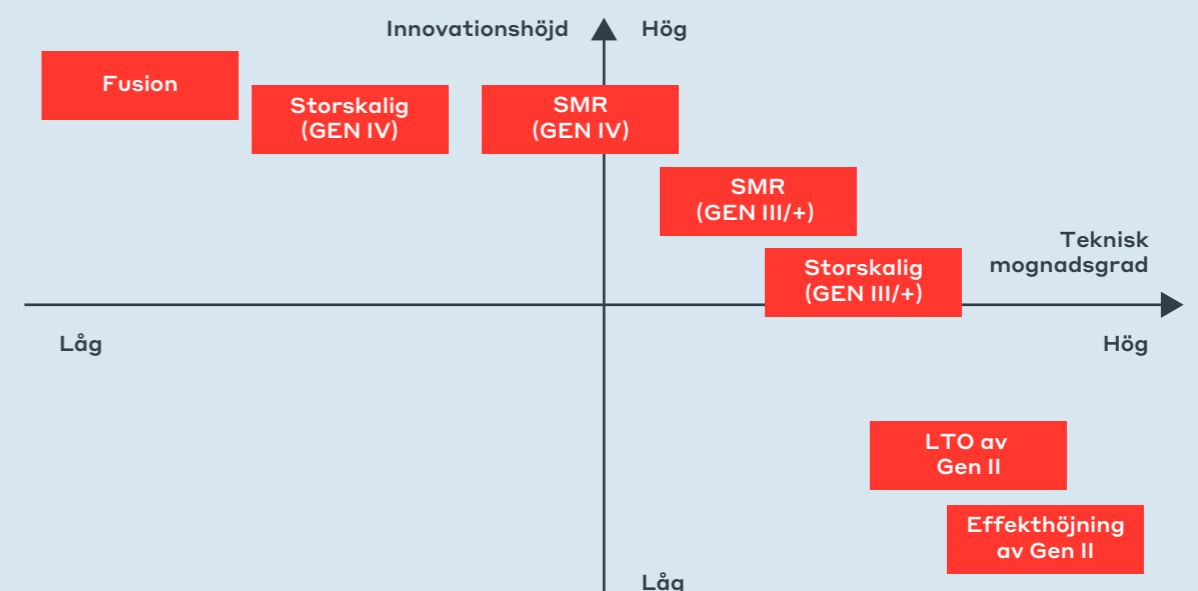 Innovationshöjd
Hög
Fusion
Storskalig
(GEN IV)
SMR
(GEN IV)
SMR
(GEN III/+)
Teknisk
mognadsgrad
Storskalig
(GEN III/+)
Låg
Hög
LTO av
Gen II
Effekthöjning
av Gen II
Låg